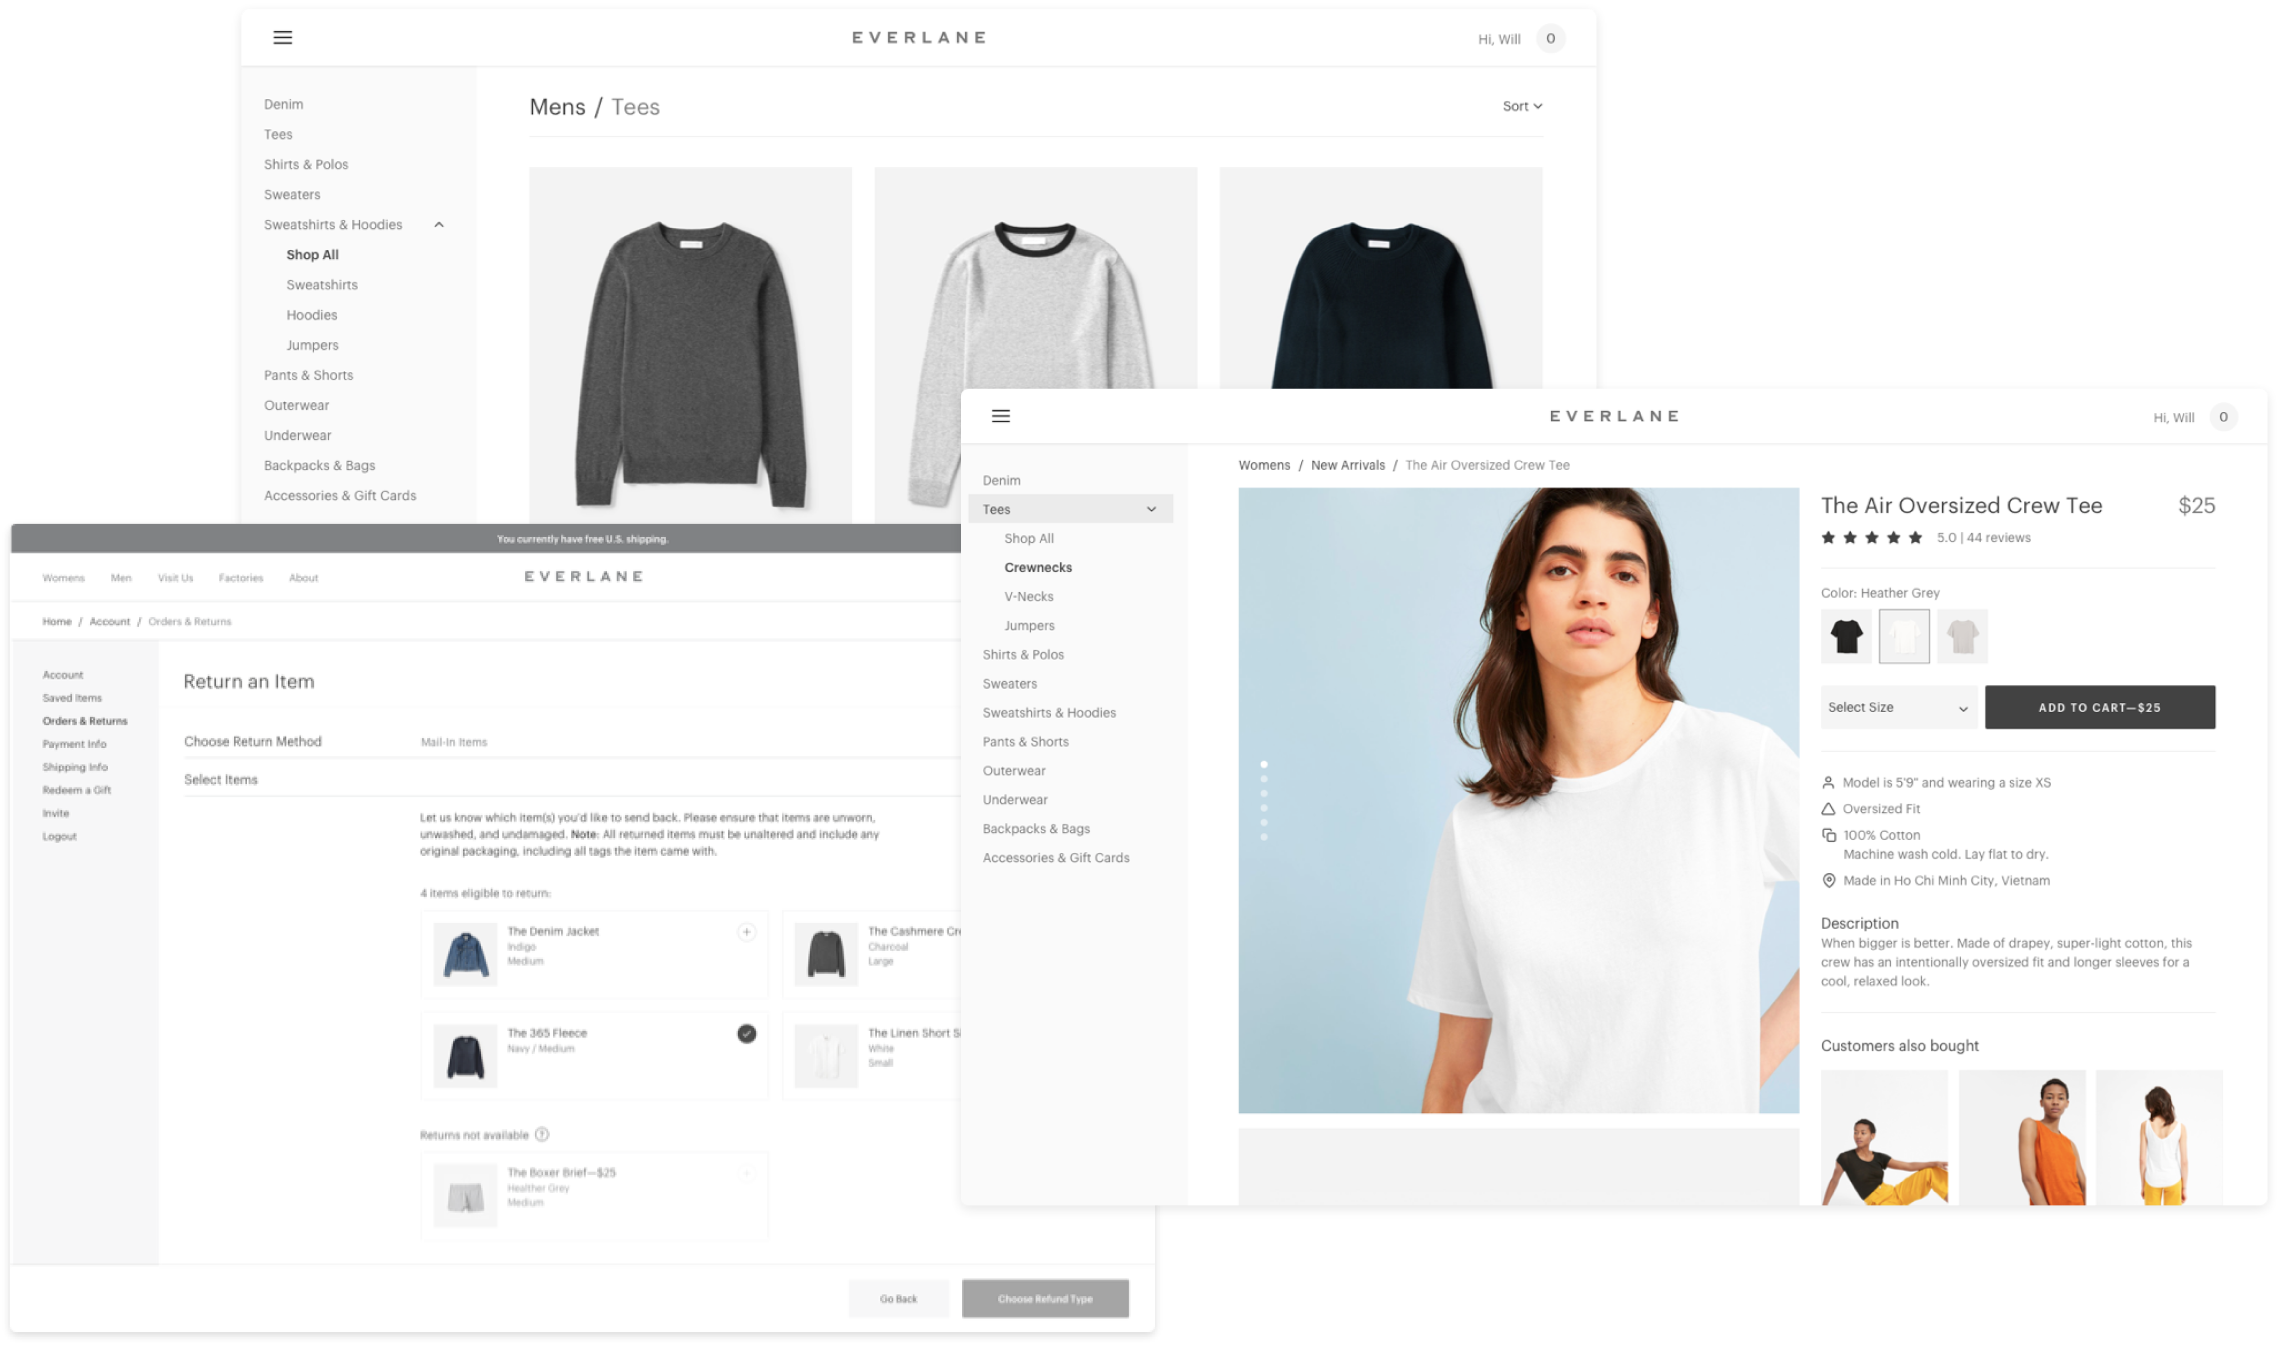 EVERLANE
Hi, Will
0
Denim
Tees
Shirts & Polos
Sweaters
Sweatshirts & Hoodies
Shop All
Sweatshirts
Hoodies
Jumpers
Pants & Shorts
Outerwear
Underwear
Backpacks & Bags
Accessories & Gift Cards
Mens / Tees
Sort
You currently have free U.S. shipping.
Womens
Men
Visit Us
Factories
About
EVERLANE
Home / Account / Orders & Returns
Account
Saved Items
Orders & Returns
Payment Info
Shipping Info
Redeem a Gift
Invite
Logout
Return an Item
Choose Return Method
Mail-In Items
Select Items
Let us know which item(s) you'd like to send back. Please ensure that items are unworn,
unwashed, and undamaged. Note: All returned items must be unaltered and include any
original packaging, including all tags the item came with.
4 items eligible to return:
The Denim Jacket
Indigo
Medium
The Cashmere Cre
Charcoal
Large
The 365 Fleece
Navy / Medium
The Linen Short S
White
Small
Returns not available ?
The Boxer Brief—$25
Healther Grey
Medium
Go Back
Choose Refund Type
EVERLANE
Hi, Will
0
Denim
Tees
Shop All
Crewnecks
V-Necks
Jumpers
Shirts & Polos
Sweaters
Sweatshirts & Hoodies
Pants & Shorts
Outerwear
Underwear
Backpacks & Bags
Accessories & Gift Cards
Womens / New Arrivals / The Air Oversized Crew Tee
The Air Oversized Crew Tee
$25
5.0 | 44 reviews
Color: Heather Grey
Select Size
ADD TO CART—$25
Model is 5'9" and wearing a size XS
Oversized Fit
100% Cotton
Machine wash cold. Lay flat to dry.
Made in Ho Chi Minh City, Vietnam
Description
When bigger is better. Made of drapey, super-light cotton, this
crew has an intentionally oversized fit and longer sleeves for a
cool, relaxed look.
Customers also bought